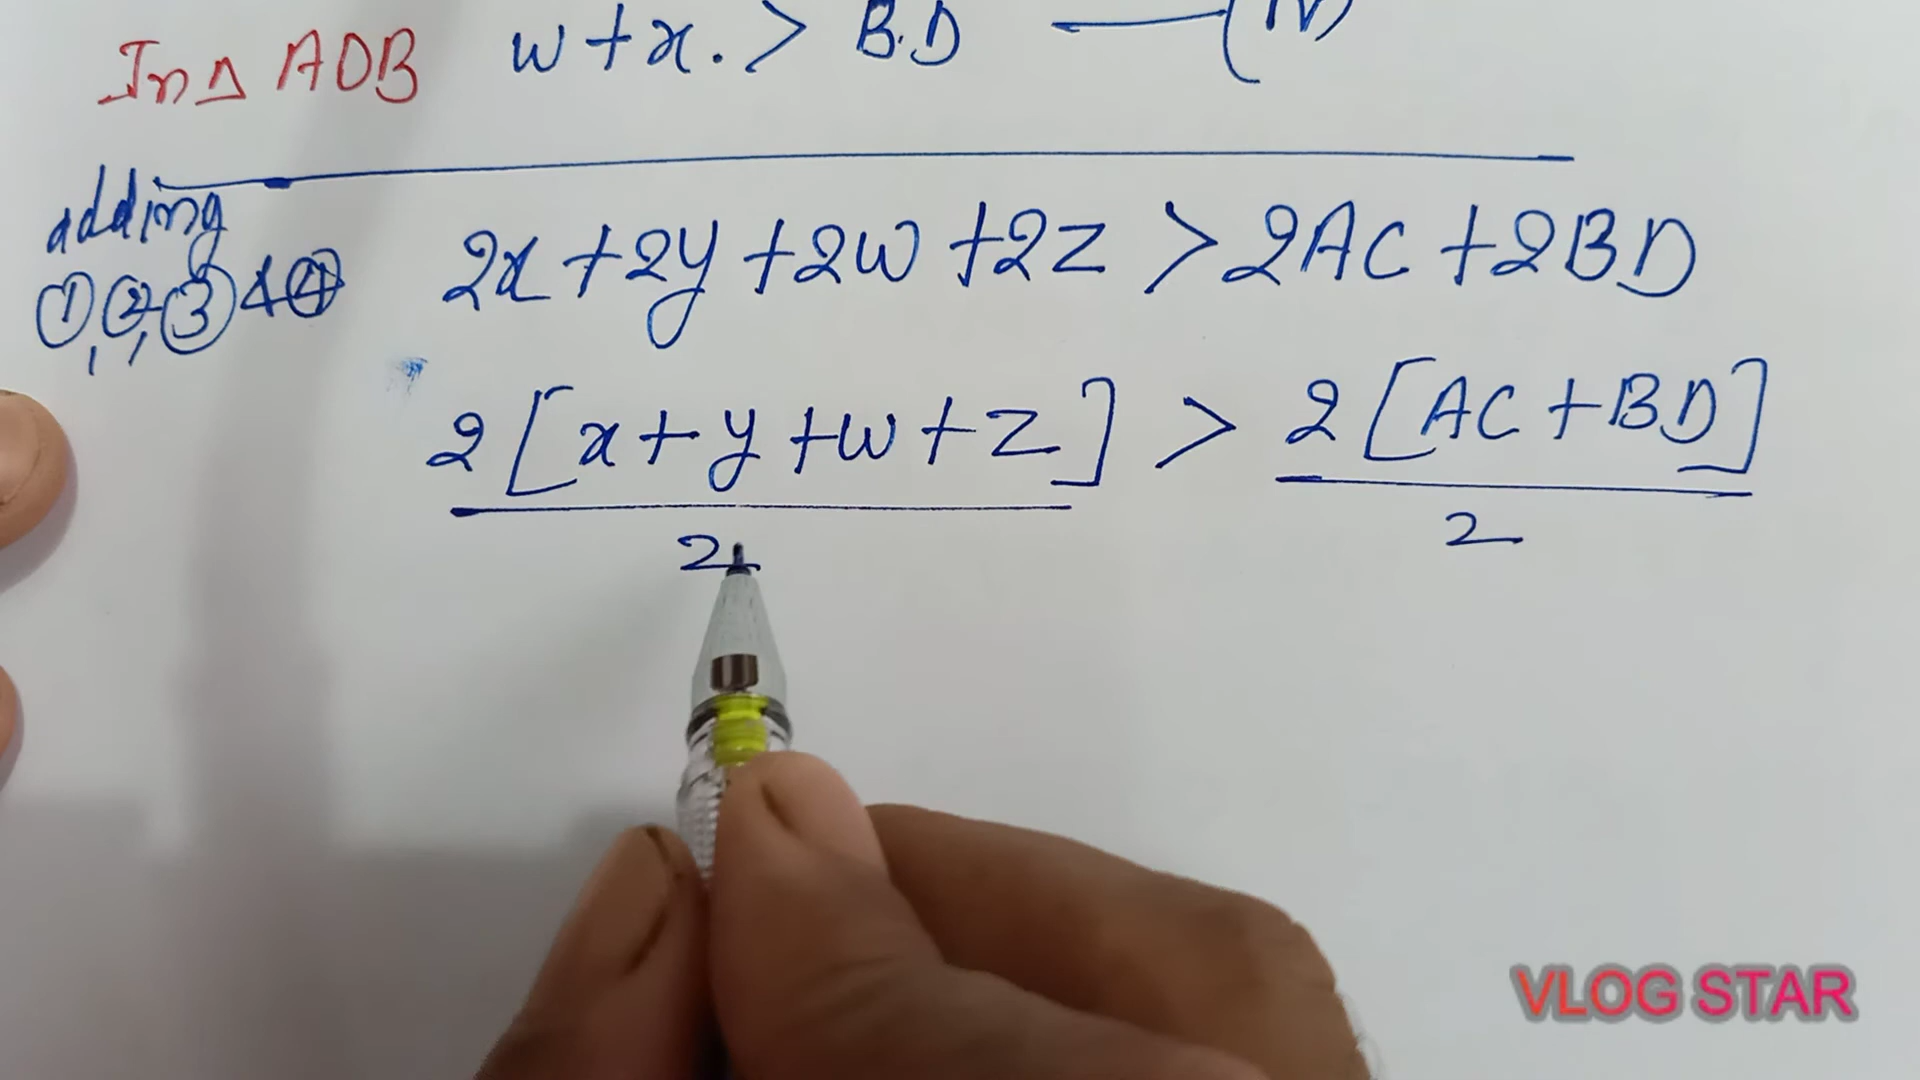 In Δ ADB w+x. > B.D —(IV)
adding
①,②,③ & ④ 2x+2y+2w+2z > 2AC+2BD
2[x+y+w+z] > 2[AC+BD]
2 2
VLOG STAR